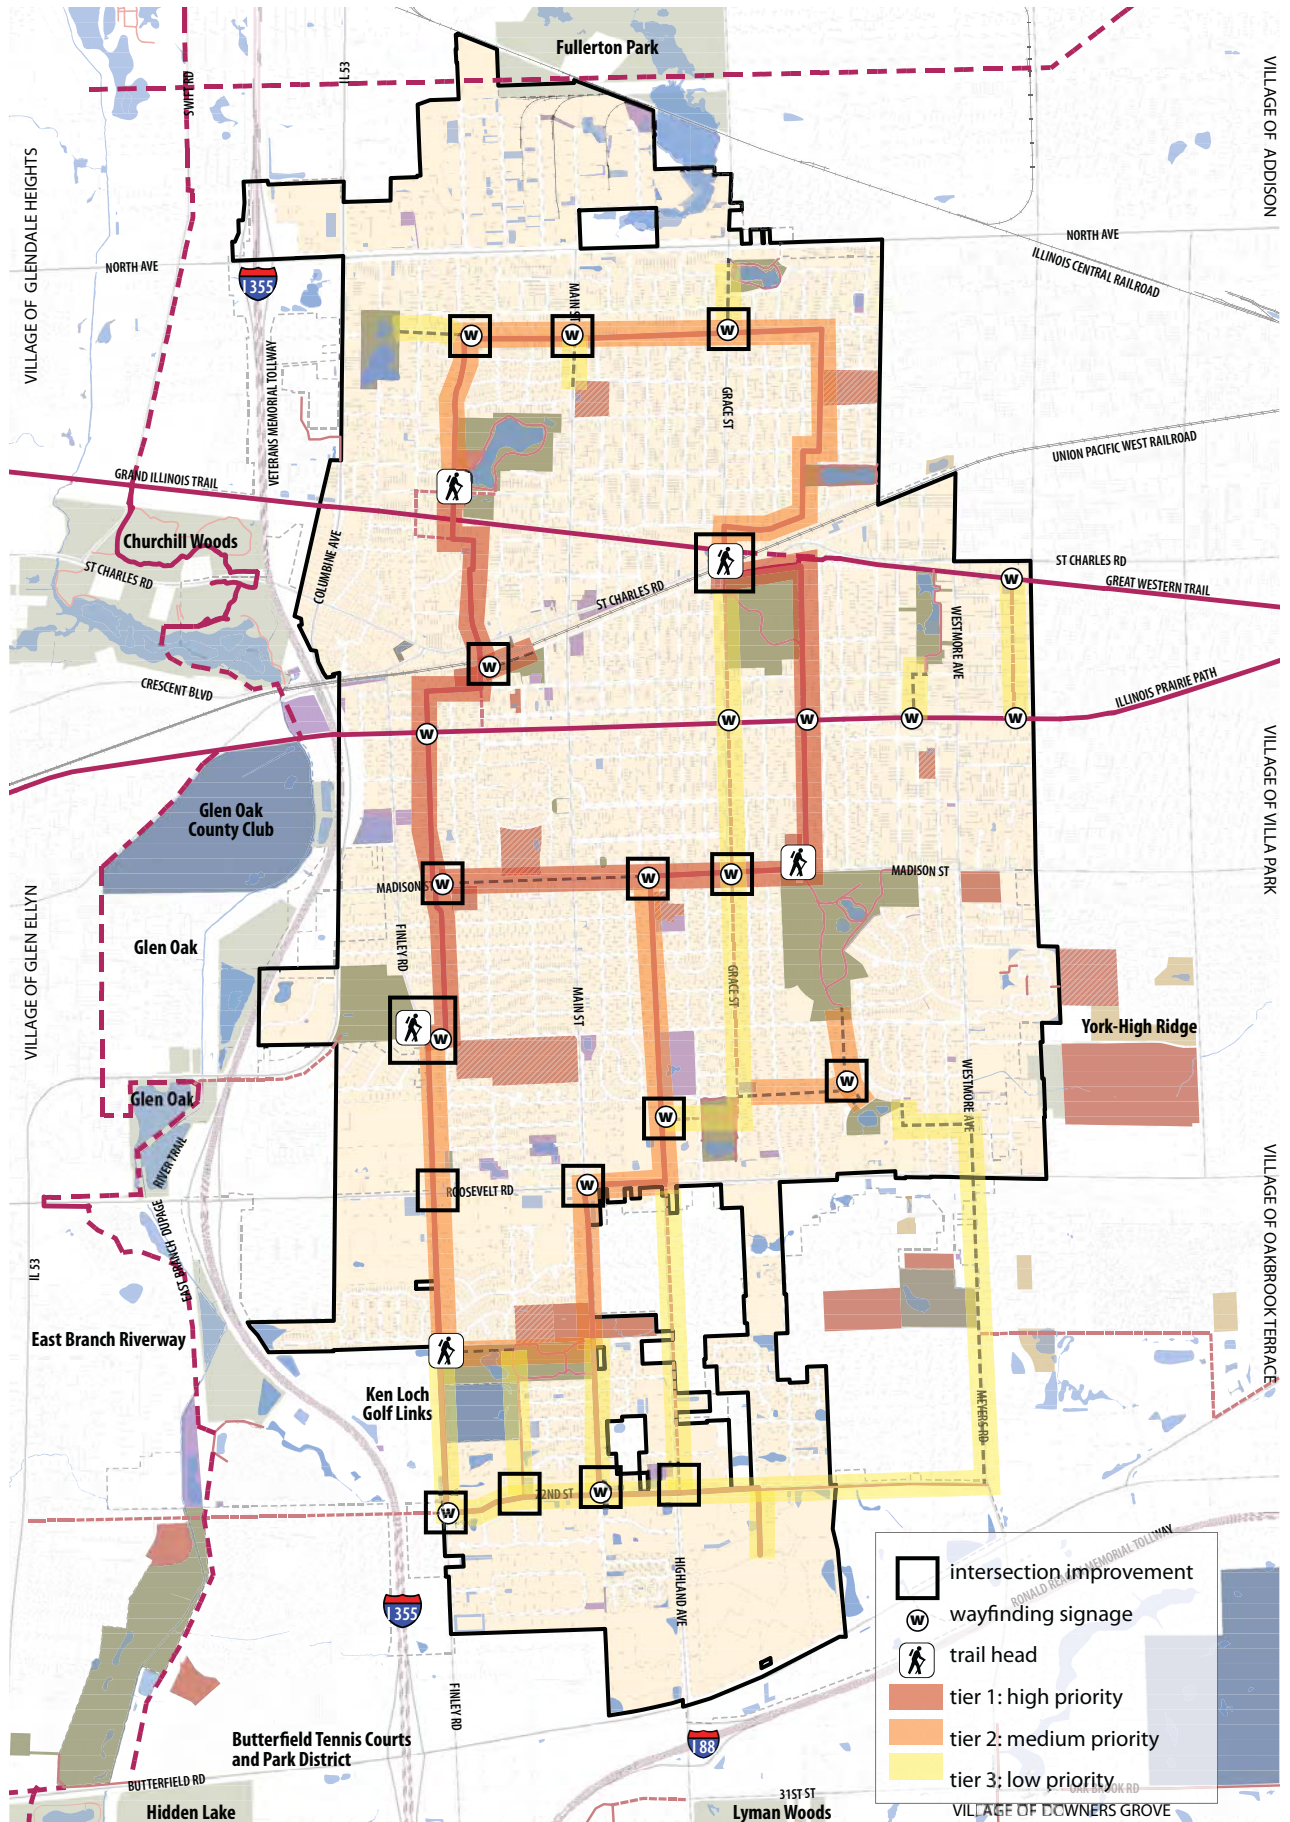 Fullerton Park
SWIFT RD
IL 53
VILLAGE OF ADDISON
VILLAGE OF GLENDALE HEIGHTS
NORTH AVE
NORTH AVE
ILLINOIS CENTRAL RAILROAD
I 355
MAIN ST
W
W
W
VETERANS MEMORIAL TOLLWAY
GRACE ST
UNION PACIFIC WEST RAILROAD
GRAND ILLINOIS TRAIL
Churchill Woods
ST CHARLES RD
COLUMBINE AVE
ST CHARLES RD
ST CHARLES RD
GREAT WESTERN TRAIL
W
WESTMORE AVE
W
CRESCENT BLVD
ILLINOIS PRAIRIE PATH
W
W
W
W
W
VILLAGE OF VILLA PARK
Glen Oak
County Club
MADISON ST
W
W
W
MADISON ST
VILLAGE OF GLEN ELLYN
Glen Oak
FINLEY RD
MAIN ST
GRACE ST
W
York-High Ridge
Glen Oak
W
WESTMORE AVE
W
RIVER TRAIL
EAST BRANCH DUPAGE
ROOSEVELT RD
W
VILLAGE OF OAKBROOK TERRACE
IL 53
East Branch Riverway
Ken Loch
Golf Links
MEYERS RD
22ND ST
W
W
HIGHLAND AVE
I 355
RONALD REAGAN MEMORIAL TOLLWAY
intersection improvement
W
wayfinding signage
trail head
tier 1: high priority
tier 2: medium priority
tier 3: low priority
FINLEY RD
Butterfield Tennis Courts
and Park District
I 88
BUTTERFIELD RD
31ST ST
OAK BROOK RD
Hidden Lake
Lyman Woods
VILLAGE OF DOWNERS GROVE